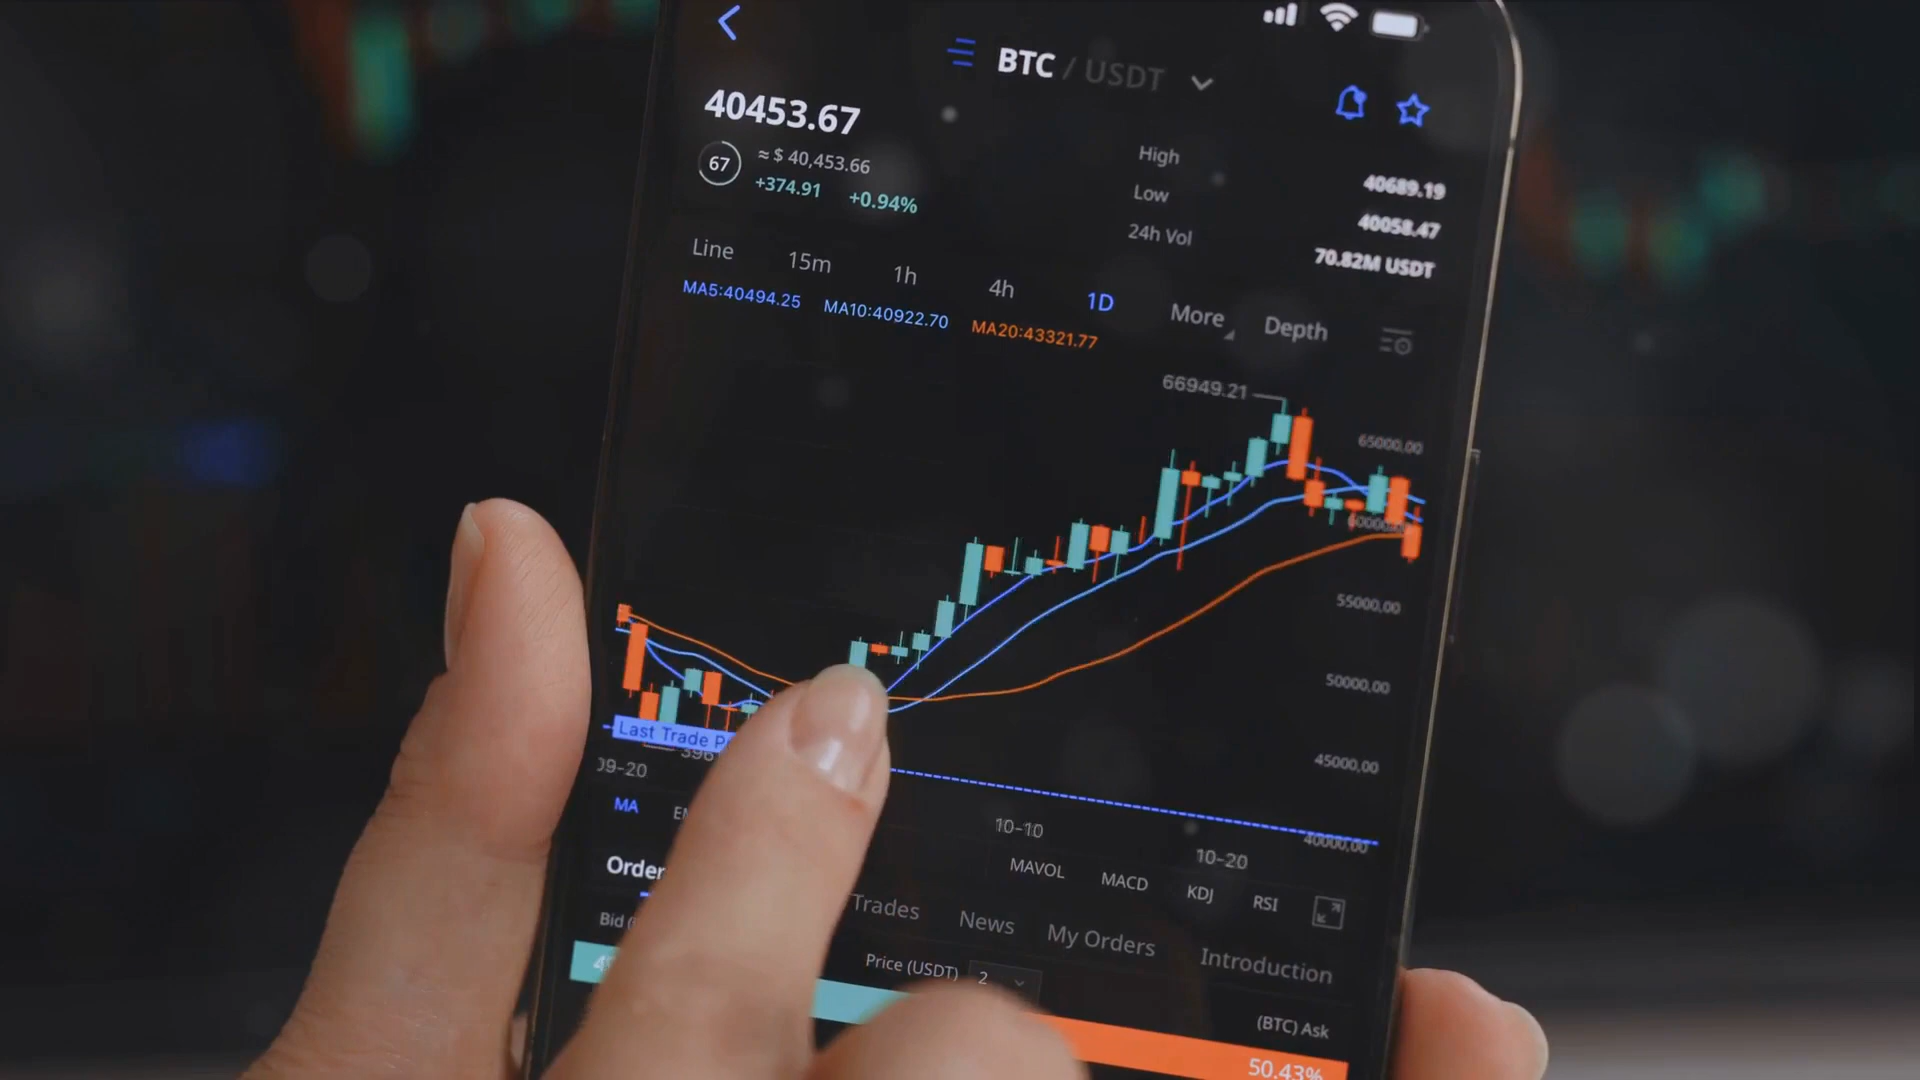 BTC / USDT
40453.67
67
≈ $ 40,453.66
+374.91 +0.94%
High 40689.19
Low 40058.47
24h Vol 70.82M USDT
Line 15m 1h 4h 1D More Depth
MA5:40494.25 MA10:40922.70 MA20:43321.77
66949.21
65000,00
55000,00
50000,00
45000,00
40000,00
Last Trade
09-20 10-10 10-20
MA MAVOL MACD KDJ RSI
Order Trades News My Orders Introduction
Bid Price (USDT) 2 (BTC) Ask
50.43%